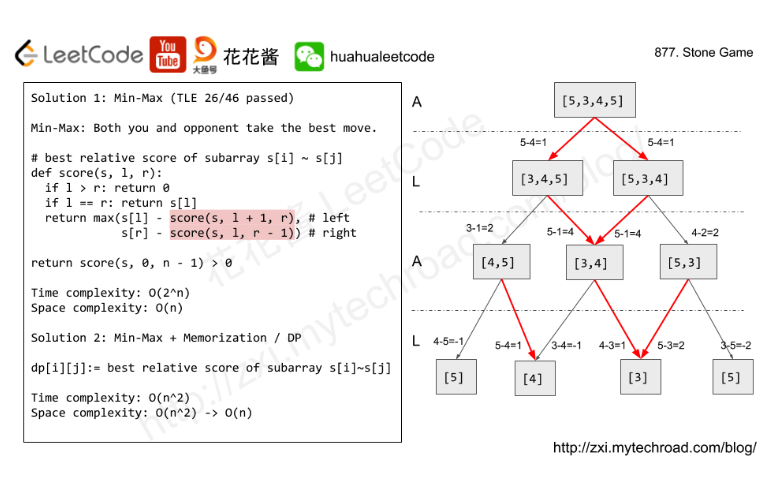 LeetCode You Tube 大鱼号 花花酱 huahualeetcode 877. Stone Game
Solution 1: Min-Max (TLE 26/46 passed)
Min-Max: Both you and opponent take the best move.
# best relative score of subarray s[i] ~ s[j]
def score(s, l, r):
if l > r: return 0
if l == r: return s[l]
return max(s[l] - score(s, l + 1, r), # left
s[r] - score(s, l, r - 1)) # right
return score(s, 0, n - 1) > 0
Time complexity: O(2^n)
Space complexity: O(n)
Solution 2: Min-Max + Memorization / DP
dp[i][j]:= best relative score of subarray s[i]~s[j]
Time complexity: O(n^2)
Space complexity: O(n^2) -> O(n)
A [5,3,4,5]
5-4=1 5-4=1
L [3,4,5] [5,3,4]
3-1=2 5-1=4 5-1=4 4-2=2
A [4,5] [3,4] [5,3]
L 4-5=-1 5-4=1 3-4=-1 4-3=1 5-3=2 3-5=-2
[5] [4] [3] [5]
http://zxi.mytechroad.com/blog/
花花酱 LeetCode
http://zxi.mytechroad.com/blog/